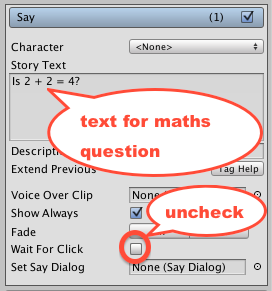 Say (1)
Character <None>
Story Text
Is 2 + 2 = 4?
text for maths
question
Extend Previous Tag Help
Voice Over Clip None
Show Always
uncheck
Fade
Wait For Click
Set Say Dialog None (Say Dialog)